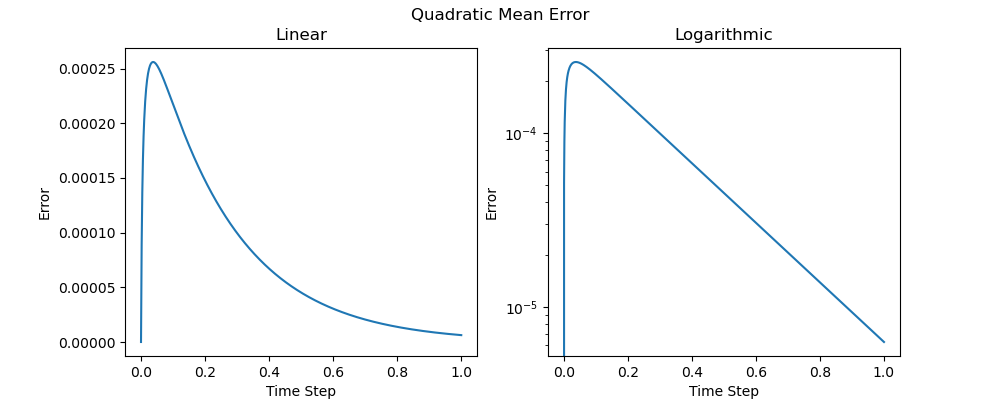 Quadratic Mean Error
Linear
Error
0.00025
0.00020
0.00015
0.00010
0.00005
0.00000
0.0 0.2 0.4 0.6 0.8 1.0
Time Step
Logarithmic
Error
10⁻⁴
10⁻⁵
0.0 0.2 0.4 0.6 0.8 1.0
Time Step